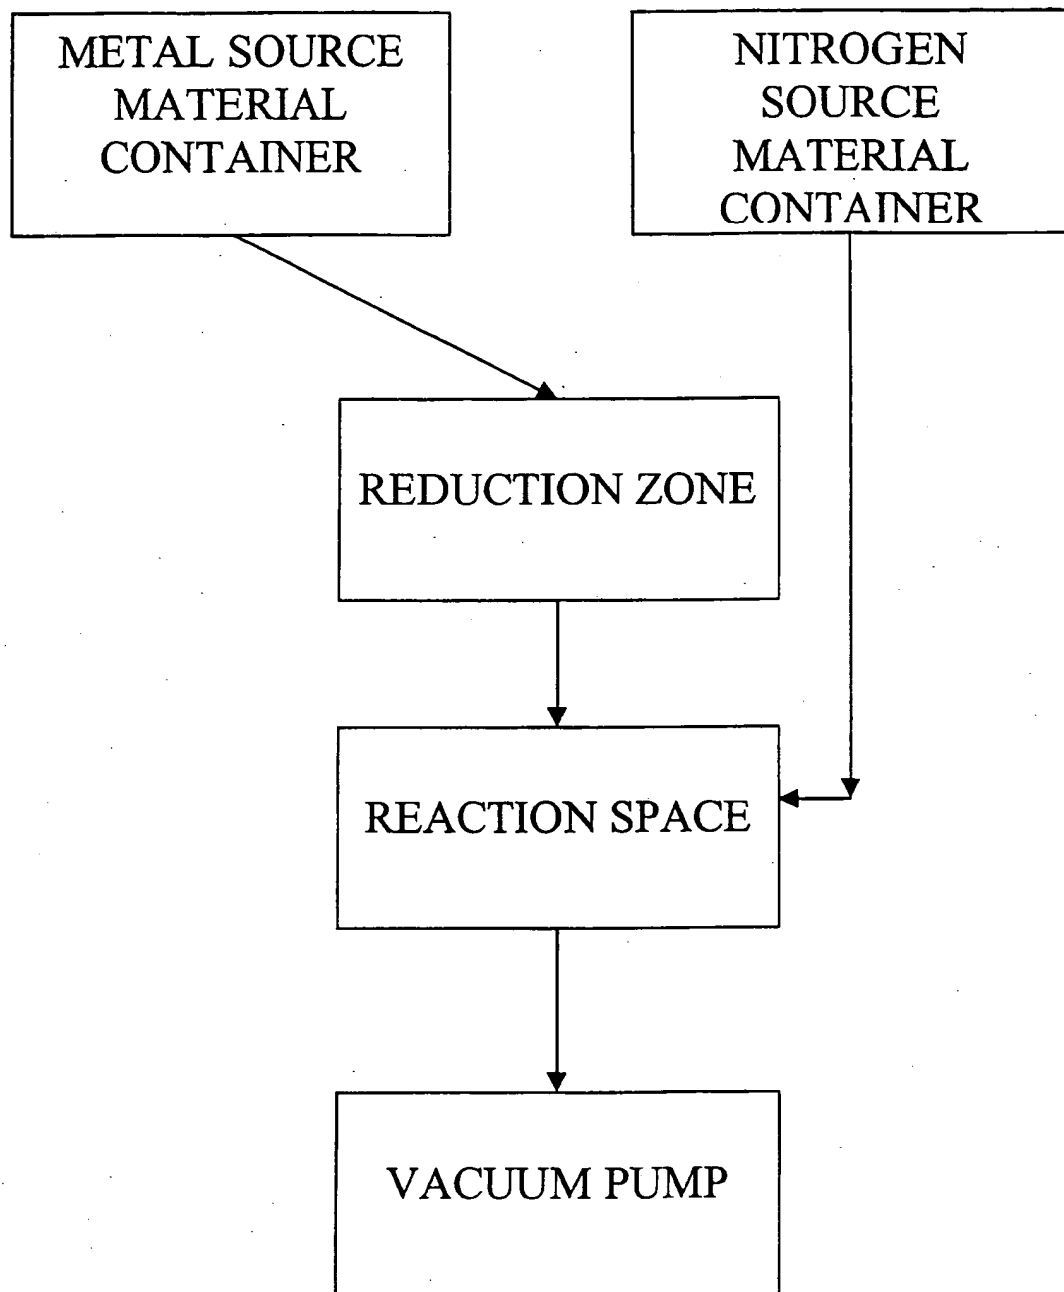 METAL SOURCE
MATERIAL
CONTAINER
NITROGEN
SOURCE
MATERIAL
CONTAINER
REDUCTION ZONE
REACTION SPACE
VACUUM PUMP